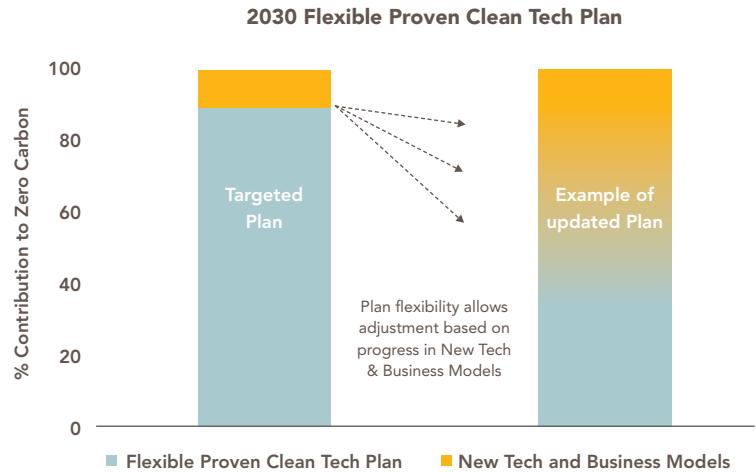 2030 Flexible Proven Clean Tech Plan
% Contribution to Zero Carbon
100
80
60
40
20
0
Targeted
Plan
Example of
updated Plan
Plan flexibility allows
adjustment based on
progress in New Tech
& Business Models
Flexible Proven Clean Tech Plan
New Tech and Business Models